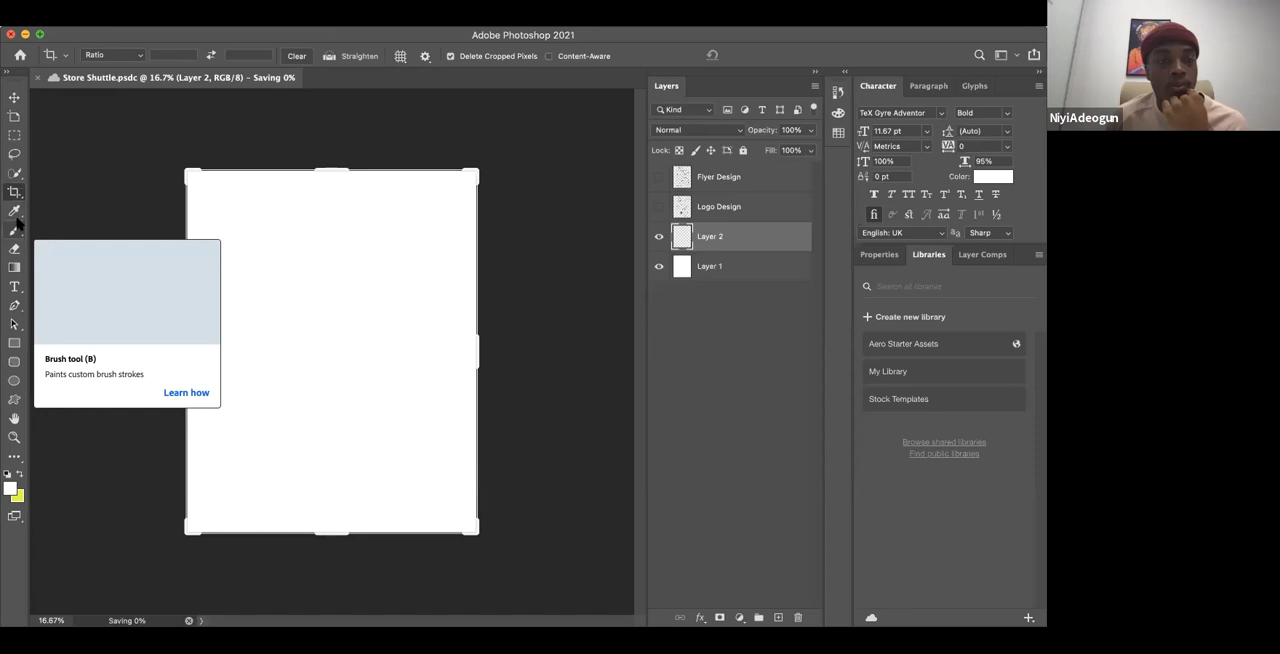 Adobe Photoshop 2021
Ratio
Clear
Straighten
Delete Cropped Pixels
Content-Aware
Store Shuttle.psdc @ 16.7% (Layer 2, RGB/8) - Saving 0%
Layers
Kind
Normal
Opacity: 100%
Lock:
Fill: 100%
Flyer Design
Logo Design
Layer 2
Layer 1
Character
Paragraph
Glyphs
TeX Gyre Adventor
Bold
11.67 pt
(Auto)
Metrics
0
100%
95%
0 pt
Color:
English: UK
Sharp
Properties
Libraries
Layer Comps
Search all libraries
Create new library
Aero Starter Assets
My Library
Stock Templates
Browse shared libraries
Find public libraries
Brush tool (B)
Paints custom brush strokes
Learn how
16.67%
Saving 0%
NiyiAdeogun